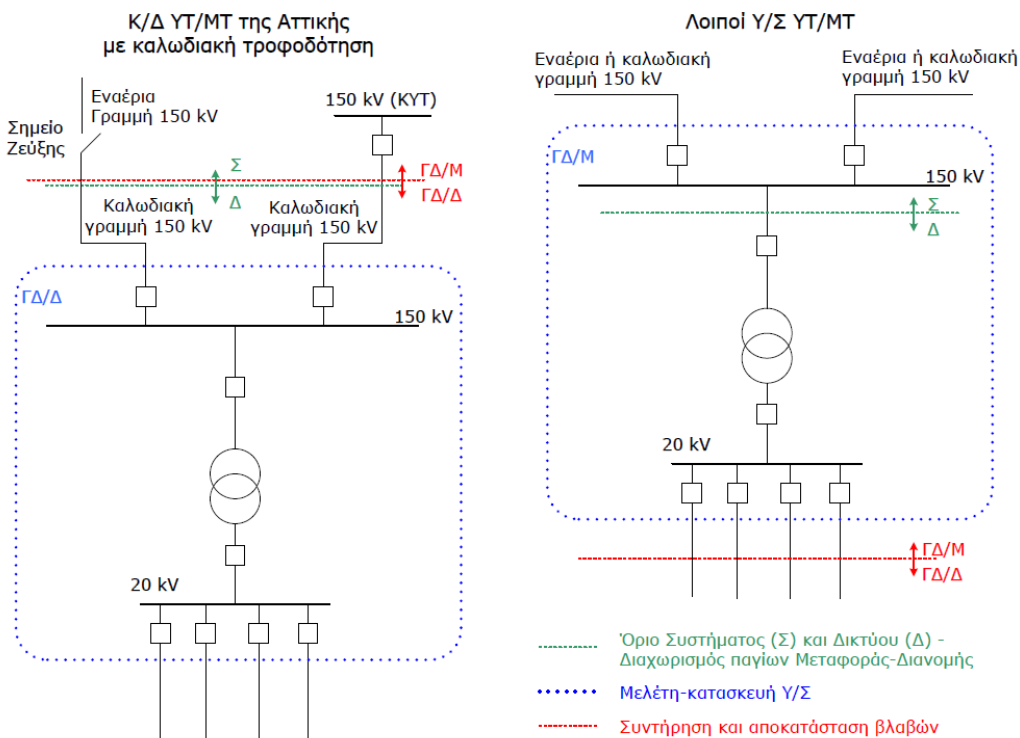 Κ/Δ ΥΤ/ΜΤ της Αττικής
με καλωδιακή τροφοδότηση
Εναέρια
Γραμμή 150 kV
150 kV (ΚΥΤ)
Σημείο
Ζεύξης
Σ
Δ
ΓΔ/Μ
ΓΔ/Δ
Καλωδιακή
γραμμή 150 kV
Καλωδιακή
γραμμή 150 kV
ΓΔ/Δ
150 kV
20 kV
Λοιποί Υ/Σ ΥΤ/ΜΤ
Εναέρια ή καλωδιακή
γραμμή 150 kV
Εναέρια ή καλωδιακή
γραμμή 150 kV
ΓΔ/Μ
150 kV
Σ
Δ
20 kV
ΓΔ/Μ
ΓΔ/Δ
Όριο Συστήματος (Σ) και Δικτύου (Δ) -
Διαχωρισμός παγίων Μεταφοράς-Διανομής
Μελέτη-κατασκευή Υ/Σ
Συντήρηση και αποκατάσταση βλαβών